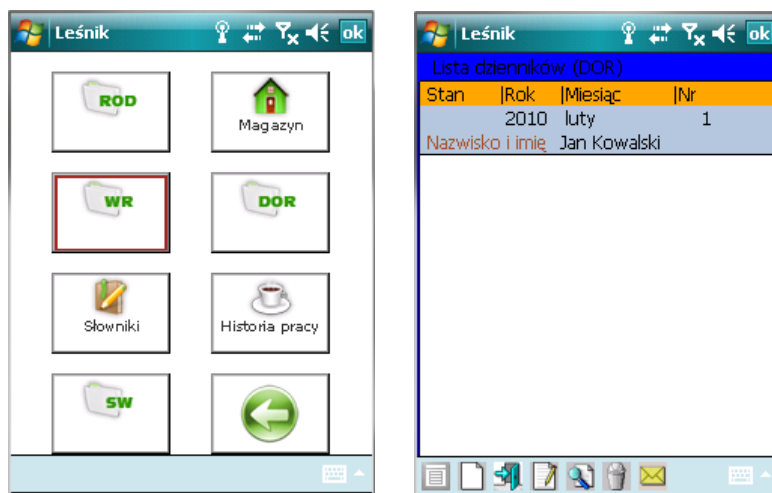 Leśnik ok
ROD
Magazyn
WR DOR
Słowniki Historia pracy
SW
Leśnik ok
Lista dzienników (DOR)
Stan |Rok |Miesiąc |Nr
2010 luty 1
Nazwisko i imię Jan Kowalski